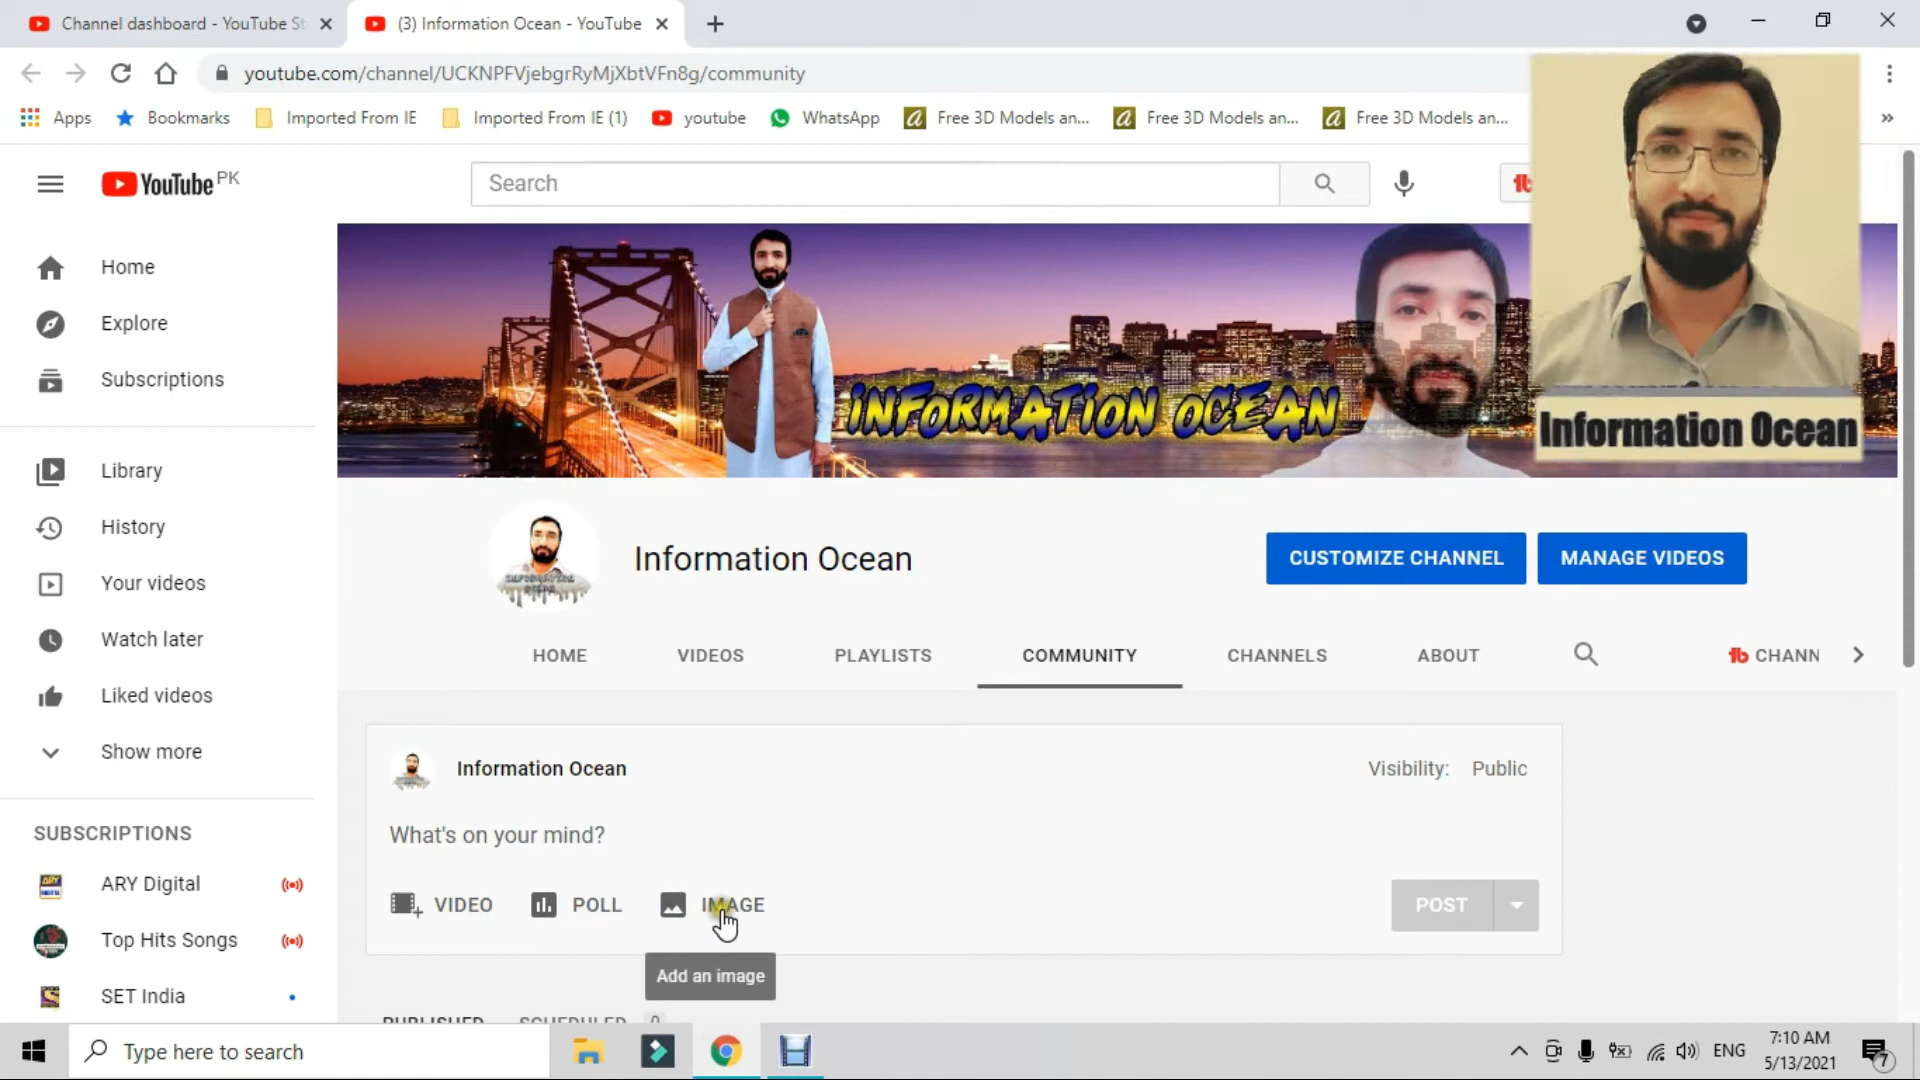 Channel dashboard - YouTube St
(3) Information Ocean - YouTube
youtube.com/channel/UCKNPFVjebgrRyMjXbtVFn8g/community
Apps
Bookmarks
Imported From IE
Imported From IE (1)
youtube
WhatsApp
Free 3D Models an...
Free 3D Models an...
Free 3D Models an...
»
YouTube PK
Search
Home
Explore
Subscriptions
Library
History
Your videos
Watch later
Liked videos
Show more
SUBSCRIPTIONS
ARY Digital
Top Hits Songs
SET India
INFORMATION OCEAN
Information Ocean
Information Ocean
CUSTOMIZE CHANNEL
MANAGE VIDEOS
HOME
VIDEOS
PLAYLISTS
COMMUNITY
CHANNELS
ABOUT
CHANN
Information Ocean
Visibility: Public
What's on your mind?
VIDEO
POLL
IMAGE
POST
Add an image
PUBLISHED
SCHEDULED
0
Type here to search
ENG
7:10 AM
5/13/2021
7